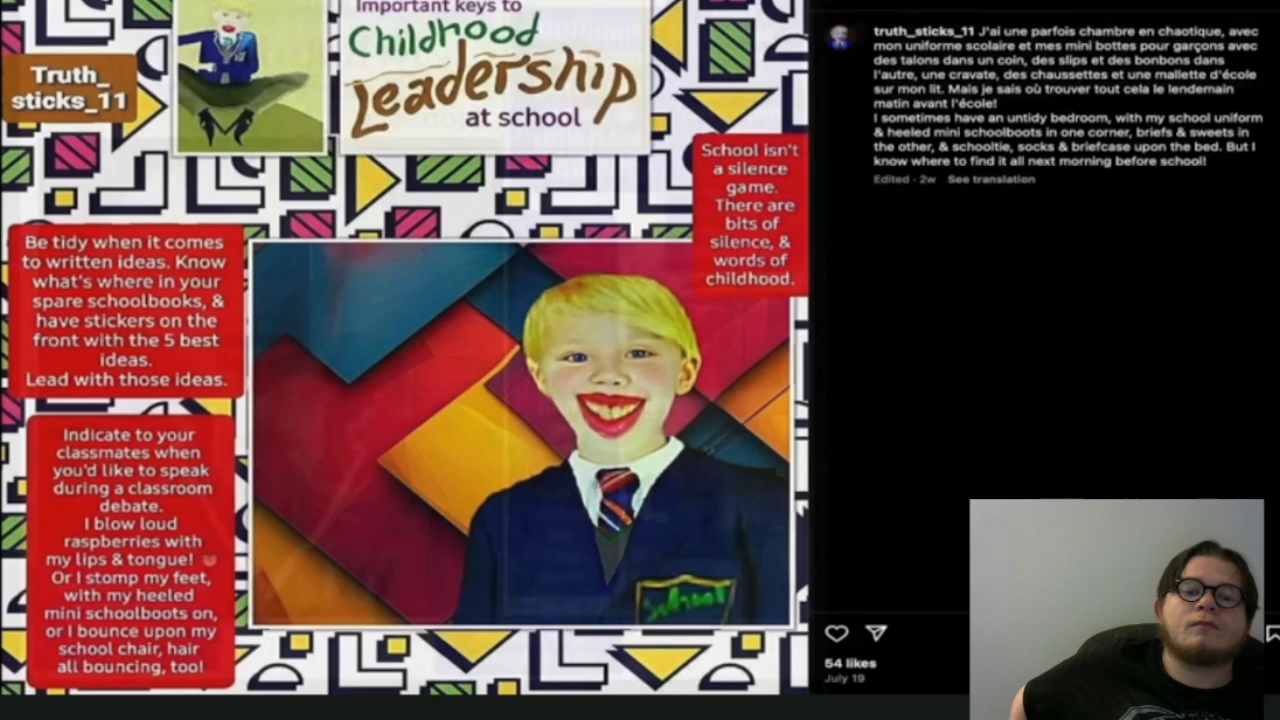 Important keys to
Childhood
Leadership
at school
Truth_
sticks_11
School isn't
a silence
game.
There are
bits of
silence, &
words of
childhood.
Be tidy when it comes
to written ideas. Know
what's where in your
spare schoolbooks, &
have stickers on the
front with the 5 best
ideas.
Lead with those ideas.
Indicate to your
classmates when
you'd like to speak
during a classroom
debate.
I blow loud
raspberries with
my lips & tongue!
Or I stomp my feet,
with my heeled
mini schoolboots on,
or I bounce upon my
school chair, hair
all bouncing, too!
School
truth_sticks_11 J'ai une parfois chambre en chaotique, avec
mon uniforme scolaire et mes mini bottes pour garçons avec
des talons dans un coin, des slips et des bonbons dans
l'autre, une cravate, des chaussettes et une mallette d'école
sur mon lit. Mais je sais où trouver tout cela le lendemain
matin avant l'école!
I sometimes have an untidy bedroom, with my school uniform
& heeled mini schoolboots in one corner, briefs & sweets in
the other, & schooltie, socks & briefcase upon the bed. But I
know where to find it all next morning before school!
Edited · 2w See translation
54 likes
July 19